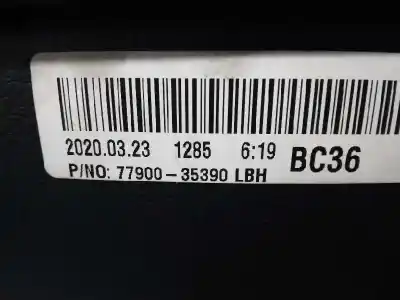 2020.03.23 1285 6:19 BC36
P/NO: 77900-35390 LBH